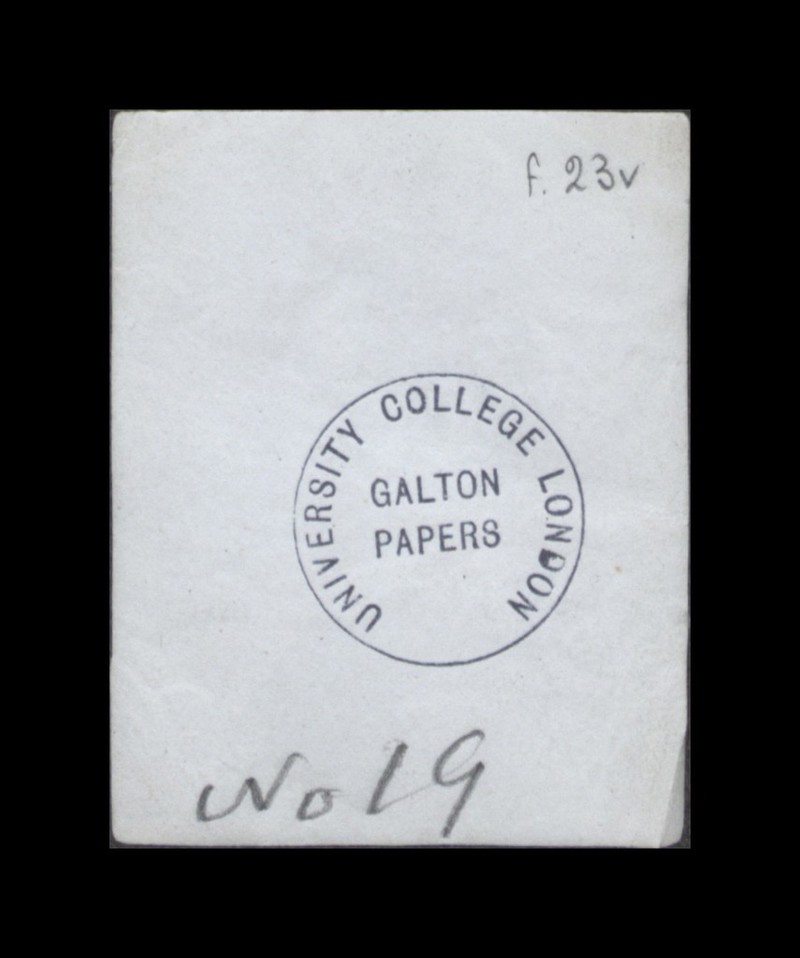 f. 23v
UNIVERSITY COLLEGE LONDON
GALTON
PAPERS
No 19